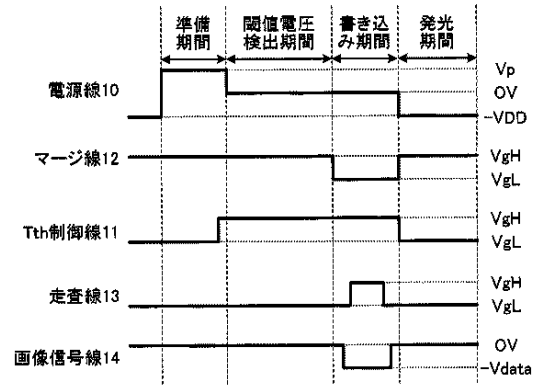 準備
期間
閾値電圧
検出期間
書き込
み期間
発光
期間
電源線10
Vp
0V
-VDD
マージ線12
VgH
VgL
Tth制御線11
VgH
VgL
走査線13
VgH
VgL
画像信号線14
0V
-Vdata